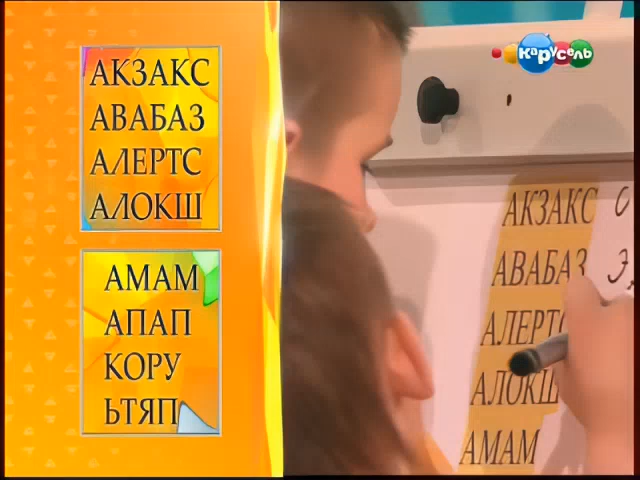 АКЗАКС
АВАБАЗ
АЛЕРТС
АЛОКШ
АМАМ
АПАП
КОРУ
ЬТЯП
карусель
АКЗАКС
АВАБАЗ
АЛЕРТС
АЛОКШ
АМАМ